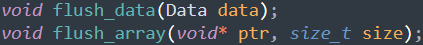 void flush_data(Data data);
void flush_array(void* ptr, size_t size);